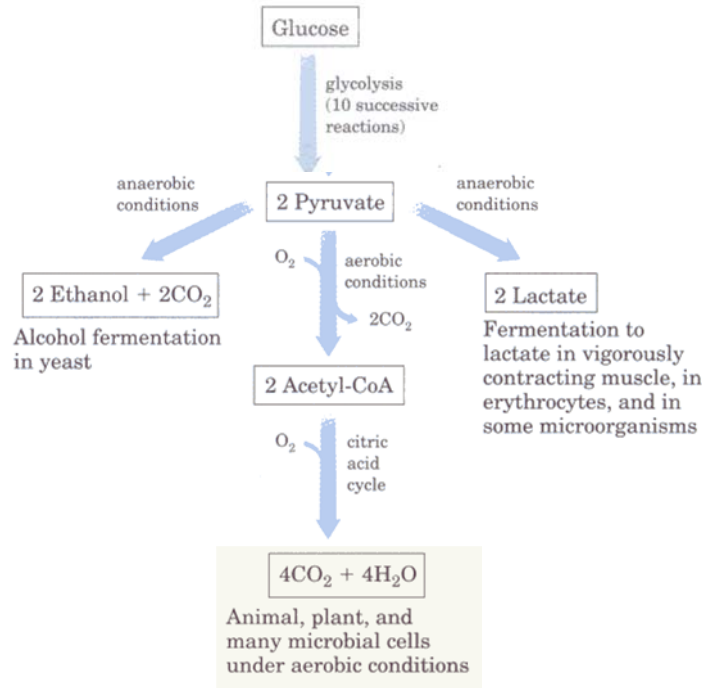 Glucose
glycolysis
(10 successive
reactions)
anaerobic
conditions
2 Pyruvate
anaerobic
conditions
O₂
aerobic
conditions
2CO₂
2 Ethanol + 2CO₂
Alcohol fermentation
in yeast
2 Lactate
Fermentation to
lactate in vigorously
contracting muscle, in
erythrocytes, and in
some microorganisms
2 Acetyl-CoA
O₂
citric
acid
cycle
4CO₂ + 4H₂O
Animal, plant, and
many microbial cells
under aerobic conditions